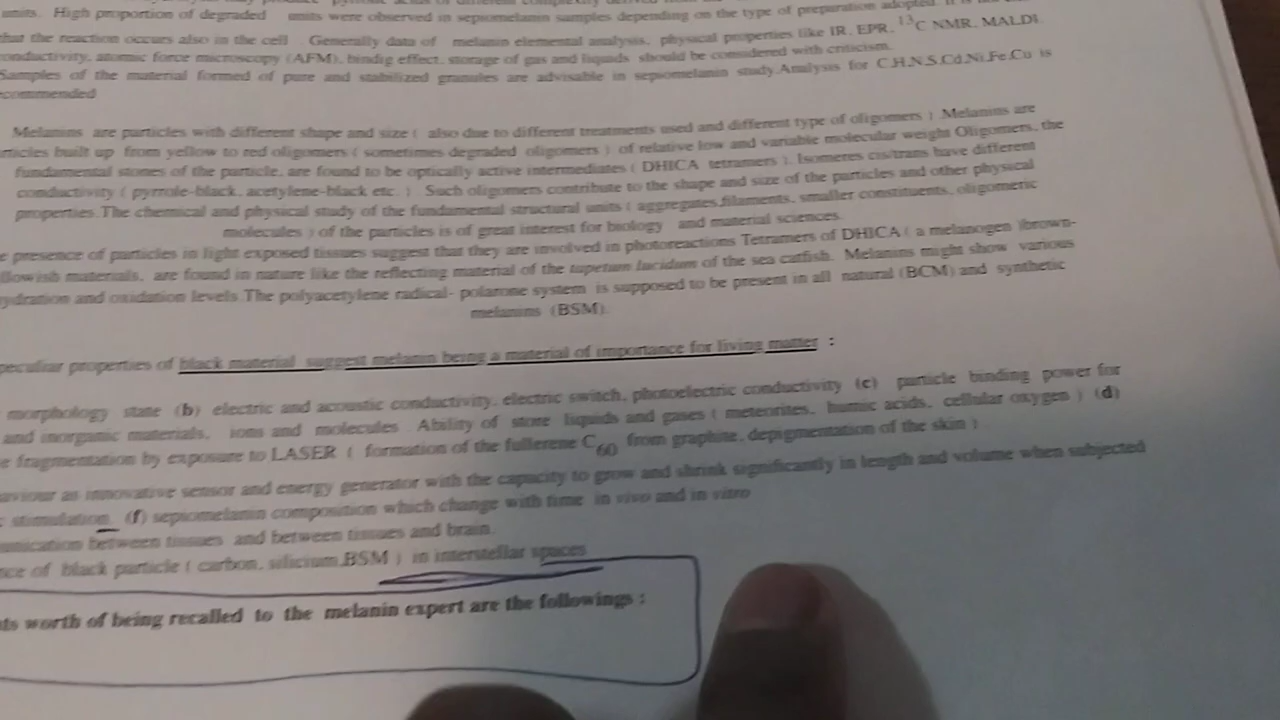 units. High proportion of degraded units were observed in sepiomelanin samples depending on the type of preparation adopted. It is
that the reaction occurs also in the cell . Generally data of melanin elemental analysis, physical properties like IR, EPR, 13C NMR, MALDI
onductivity, atomic force microscopy (AFM), bindig effect, storage of gas and liquids should be considered with criticism.
Samples of the material formed of pure and stabilized granules are advisable in sepiomelanin study.Analysis for C,H,N,S,Cd,Ni,Fe,Cu is
ecommended
Melanins are particles with different shape and size ( also due to different treatments used and different type of oligomers ) Melanins are
rticles built up from yellow to red oligomers ( sometimes degraded oligomers ) of relative low and variable molecular weight Oligomers, the
fundamental stones of the particle, are found to be optically active intermediates ( DHICA tetramers ). Isomeres cis/trans have different
conductivity ( pyrrole-black, acetylene-black etc. ) Such oligomers contribute to the shape and size of the particles and other physical
properties.The chemical and physical study of the fundamental structural units ( aggregates,filaments, smaller constituents, oligomeric
molecules ) of the particles is of great interest for biology and material sciences.
e presence of particles in light exposed tissues suggest that they are involved in photoreactions Tetramers of DHICA ( a melanogen )brown-
llowish materials, are found in nature like the reflecting material of the tapetum lucidum of the sea catfish. Melanins might show various
ydration and oxidation levels.The polyacetylene radical- polarone system is supposed to be present in all natural (BCM) and synthetic
melanins (BSM).
peculiar properties of black material suggest melanin being a material of importance for living matter :
morphology state (b) electric and acoustic conductivity, electric switch, photoelectric conductivity (c) particle binding power for
and inorganic materials, ions and molecules Ability of store liquids and gases ( meteorites, humic acids, cellular oxygen ) (d)
e fragmentation by exposure to LASER ( formation of the fullerene C60 from graphite, depigmentation of the skin )
aviour as innovative sensor and energy generator with the capacity to grow and shrink significantly in length and volume when subjected
stimulation. (f) sepiomelanin composition which change with time in vivo and in vitro
unication between tissues and between tissues and brain.
nce of black particle ( carbon, silicium,BSM ) in interstellar spaces
ts worth of being recalled to the melanin expert are the followings :